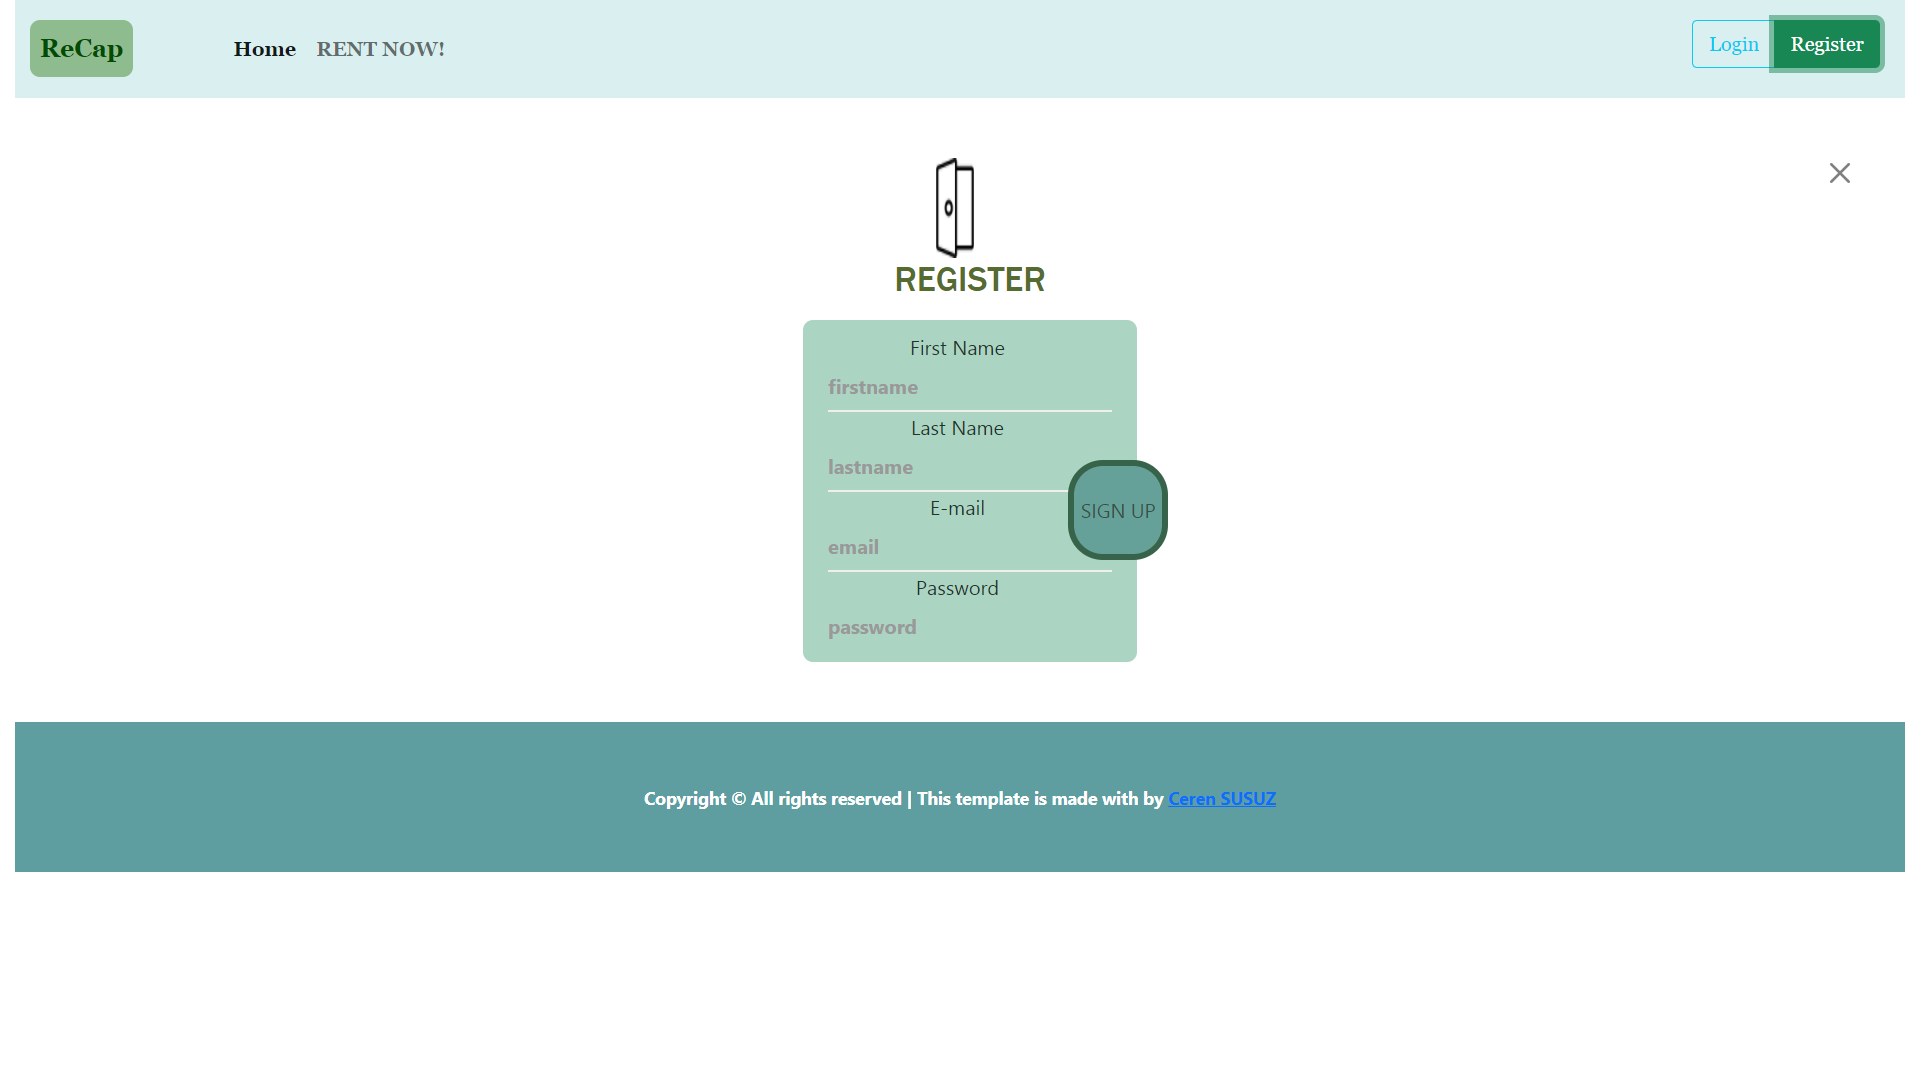 ReCap
Home RENT NOW!
Login Register
REGISTER
First Name
firstname
Last Name
lastname
E-mail
email
SIGN UP
Password
password
Copyright © All rights reserved | This template is made with by Ceren SUSUZ